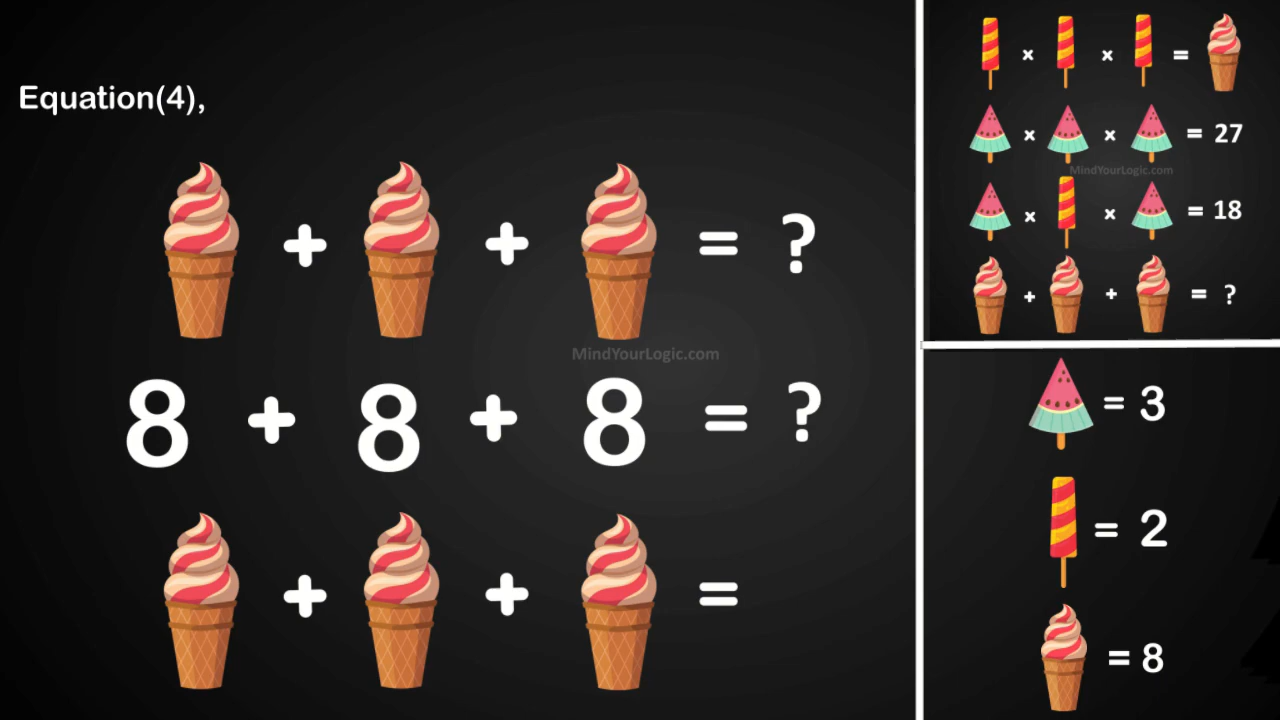 Equation(4),
+ + = ?
MindYourLogic.com
8 + 8 + 8 = ?
+ + =
× × =
× × = 27
MindYourLogic.com
× × = 18
+ + = ?
= 3
= 2
= 8